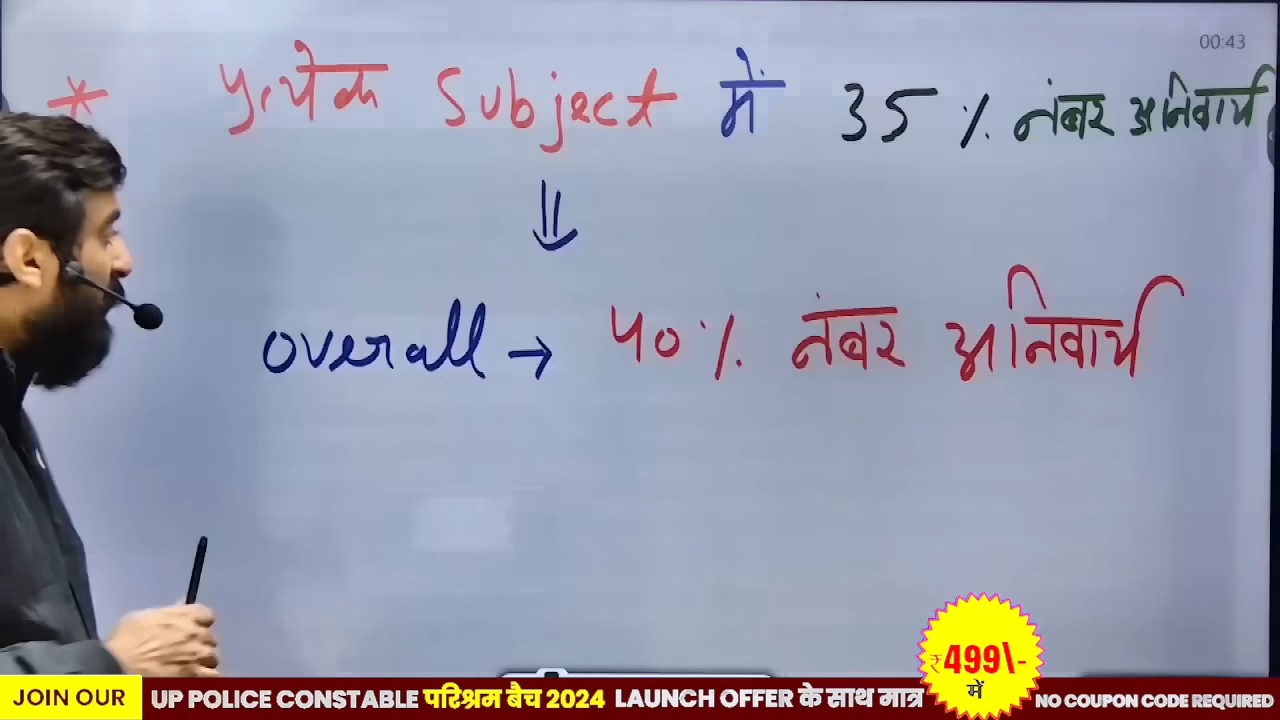 00:43
* प्रत्येक Subject में 35 % नंबर अनिवार्य
⇓
overall → 40 % नंबर अनिवार्य
₹499\-
में
JOIN OUR UP POLICE CONSTABLE परिश्रम बैच 2024 LAUNCH OFFER के साथ मात्र NO COUPON CODE REQUIRED